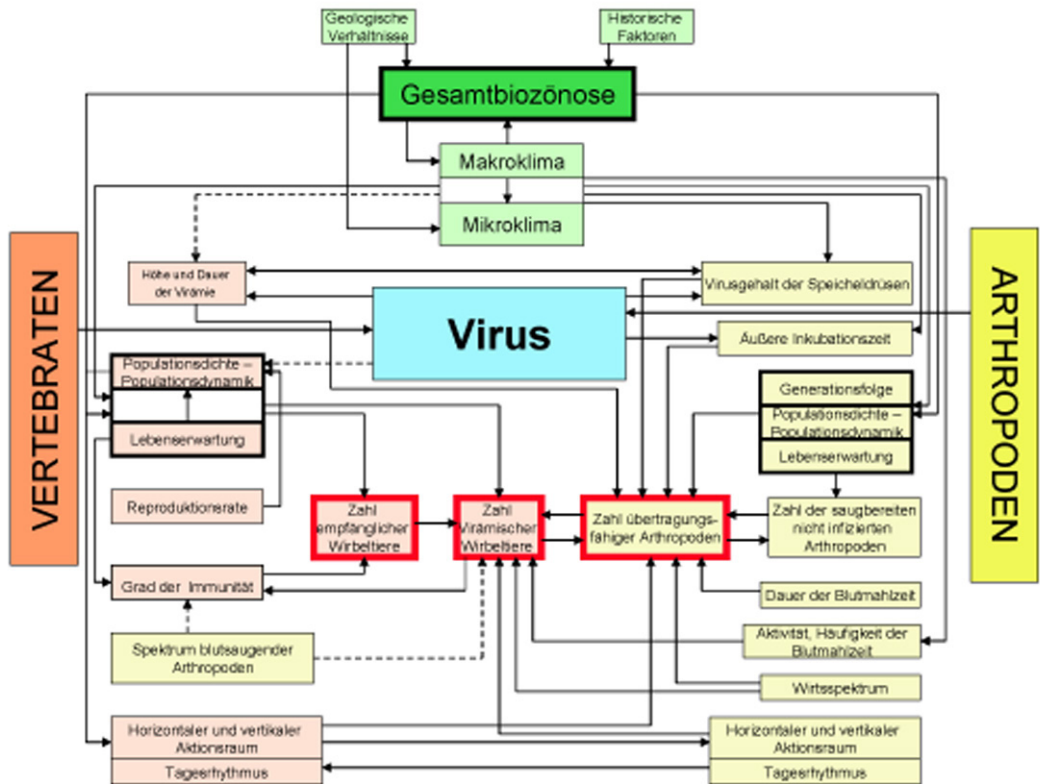 Geologische
Verhältnisse
Historische
Faktoren
Gesamtbiozönose
Makroklima
Mikroklima
VERTEBRATEN
ARTHROPODEN
Höhe und Dauer
der Virämie
Virusgehalt der Speicheldrüsen
Virus
Äußere Inkubationszeit
Populationsdichte –
Populationsdynamik
Lebenserwartung
Generationsfolge
Populationsdichte –
Populationsdynamik
Lebenserwartung
Reproduktionsrate
Zahl
empfänglicher
Wirbeltiere
Zahl
Virämischer
Wirbeltiere
Zahl übertragungs-
fähiger Arthropoden
Zahl der saugbereiten
nicht infizierten
Arthropoden
Grad der Immunität
Dauer der Blutmahlzeit
Spektrum blutsaugender
Arthropoden
Aktivität, Häufigkeit der
Blutmahlzeit
Wirtsspektrum
Horizontaler und vertikaler
Aktionsraum
Tagesrhythmus
Horizontaler und vertikaler
Aktionsraum
Tagesrhythmus